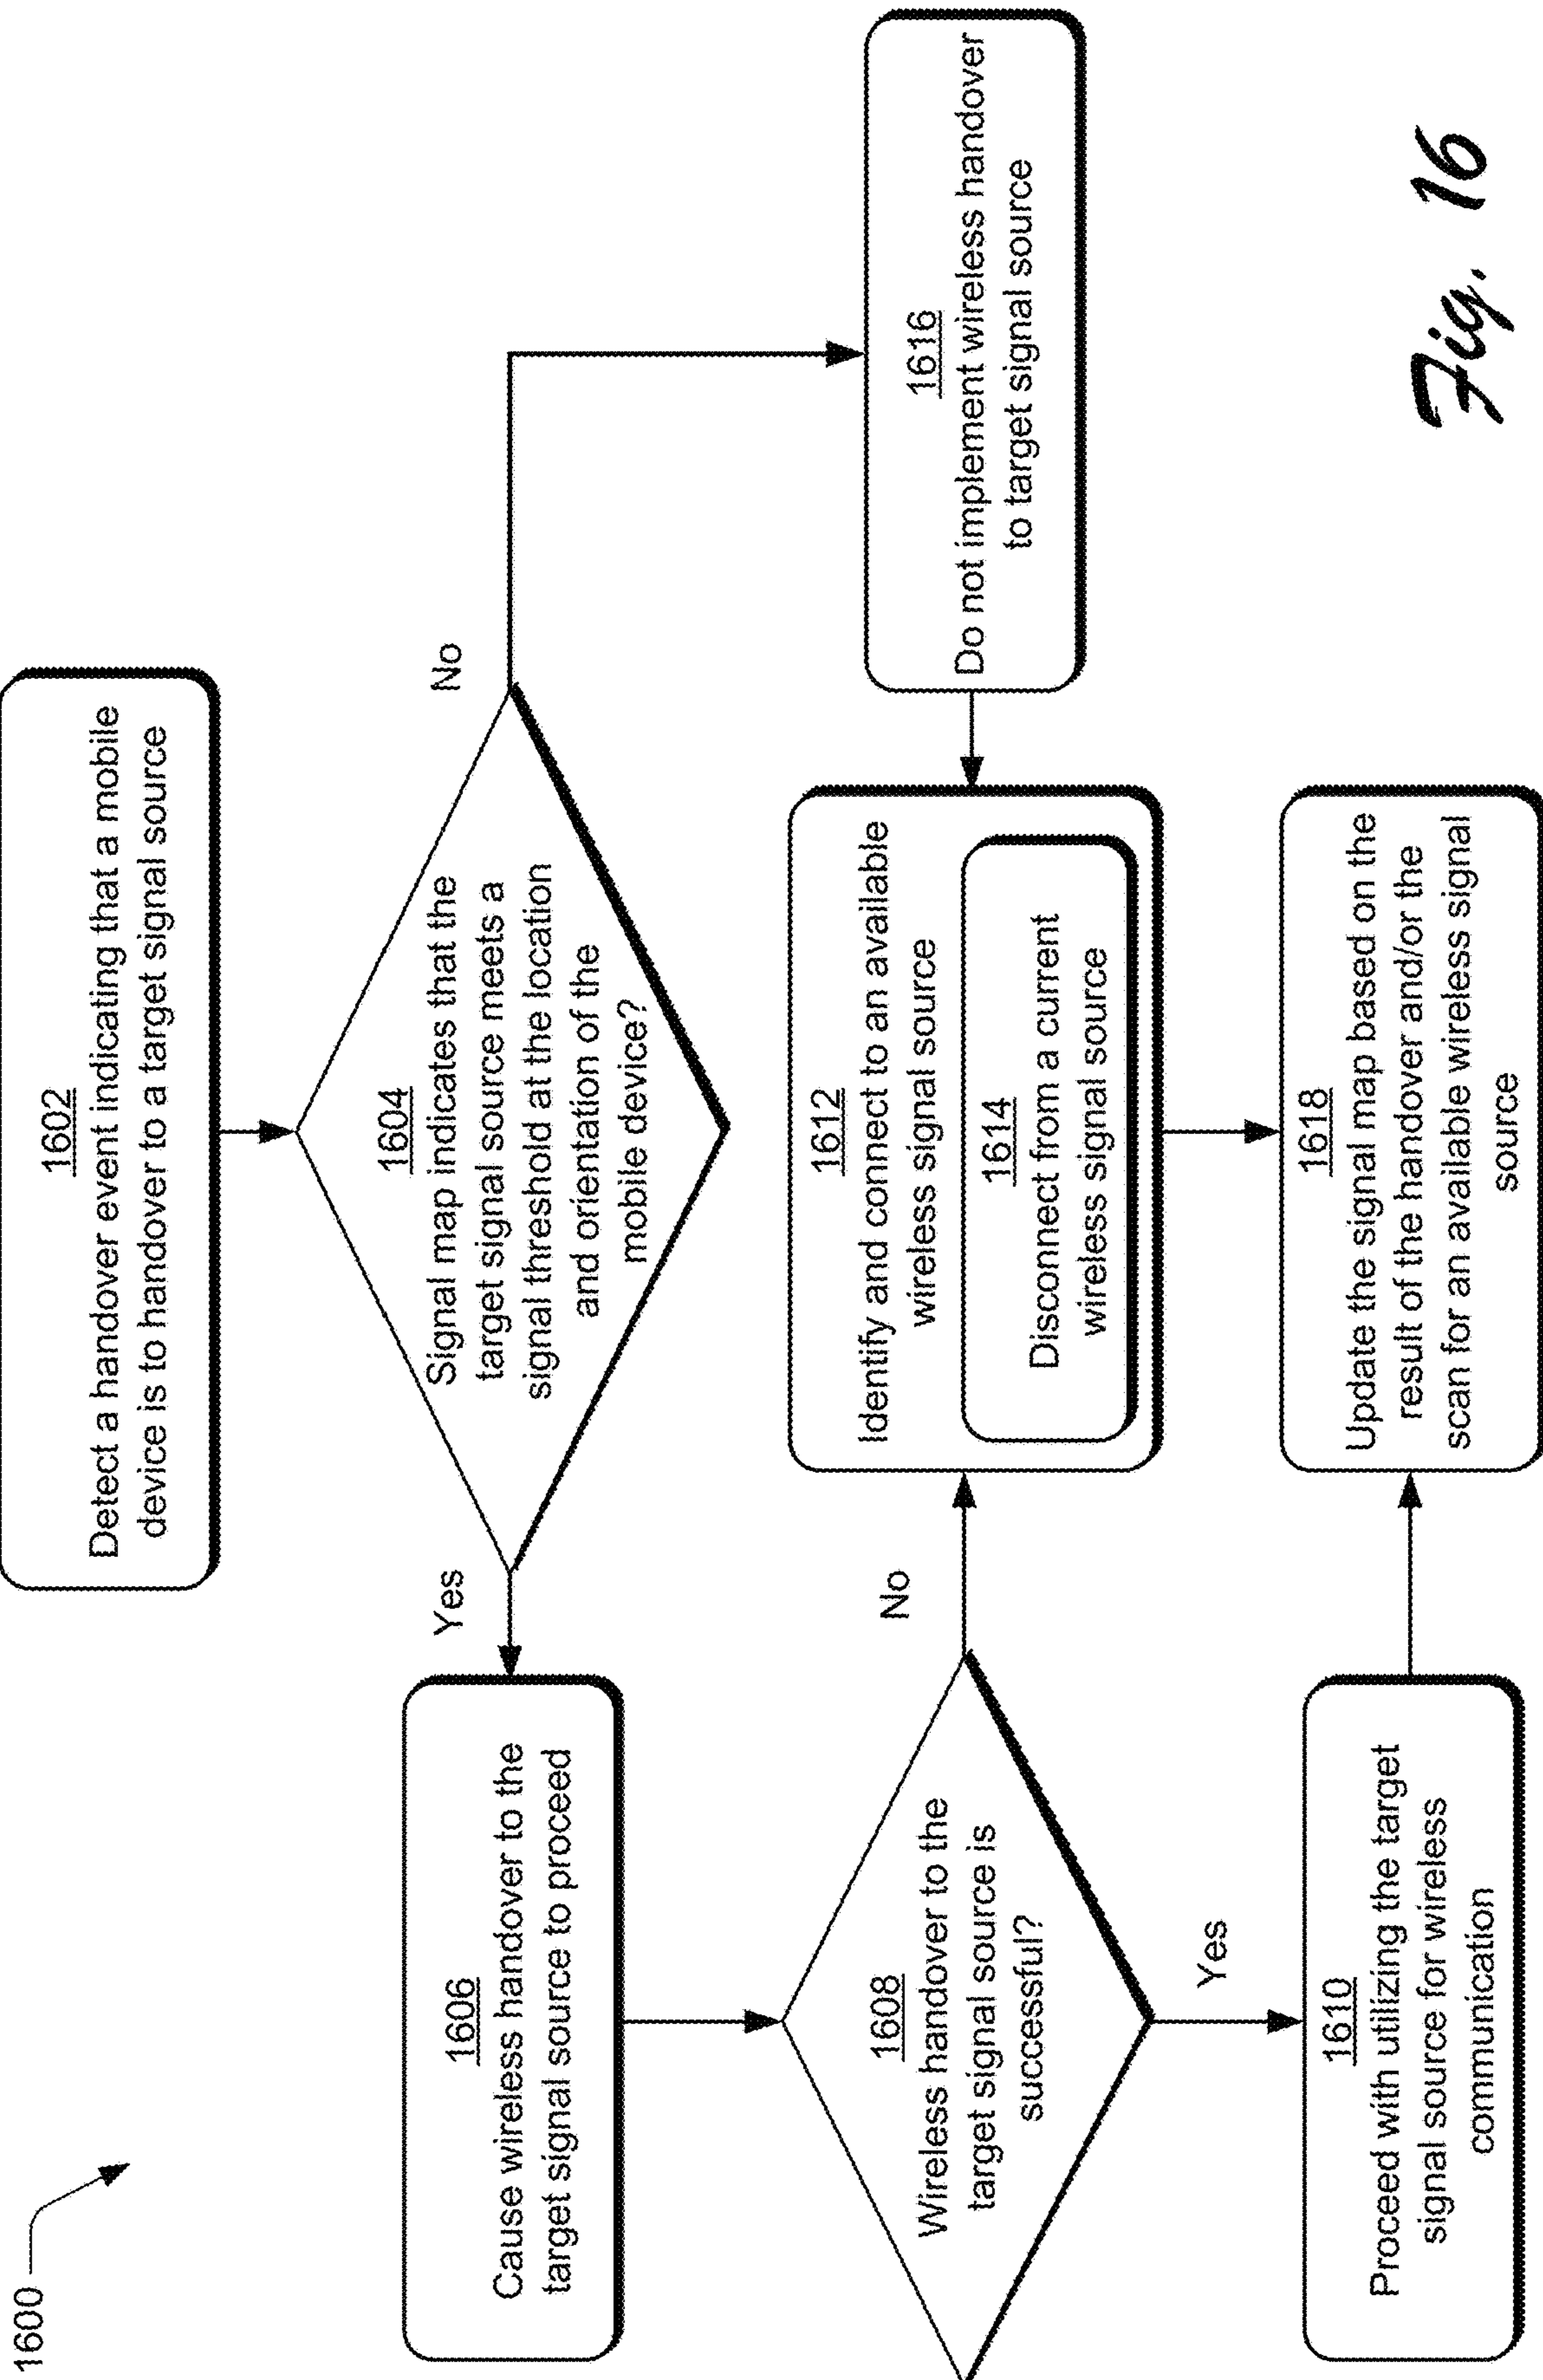 1600
1602
Detect a handover event indicating that a mobile
device is to handover to a target signal source
1604
Signal map indicates that the
target signal source meets a
signal threshold at the location
and orientation of the
mobile device?
Yes
No
1606
Cause wireless handover to the
target signal source to proceed
1608
Wireless handover to the
target signal source is
successful?
No
Yes
1610
Proceed with utilizing the target
signal source for wireless
communication
1612
Identify and connect to an available
wireless signal source
1614
Disconnect from a current
wireless signal source
1616
Do not implement wireless handover
to target signal source
1618
Update the signal map based on the
result of the handover and/or the
scan for an available wireless signal
source
Fig. 16